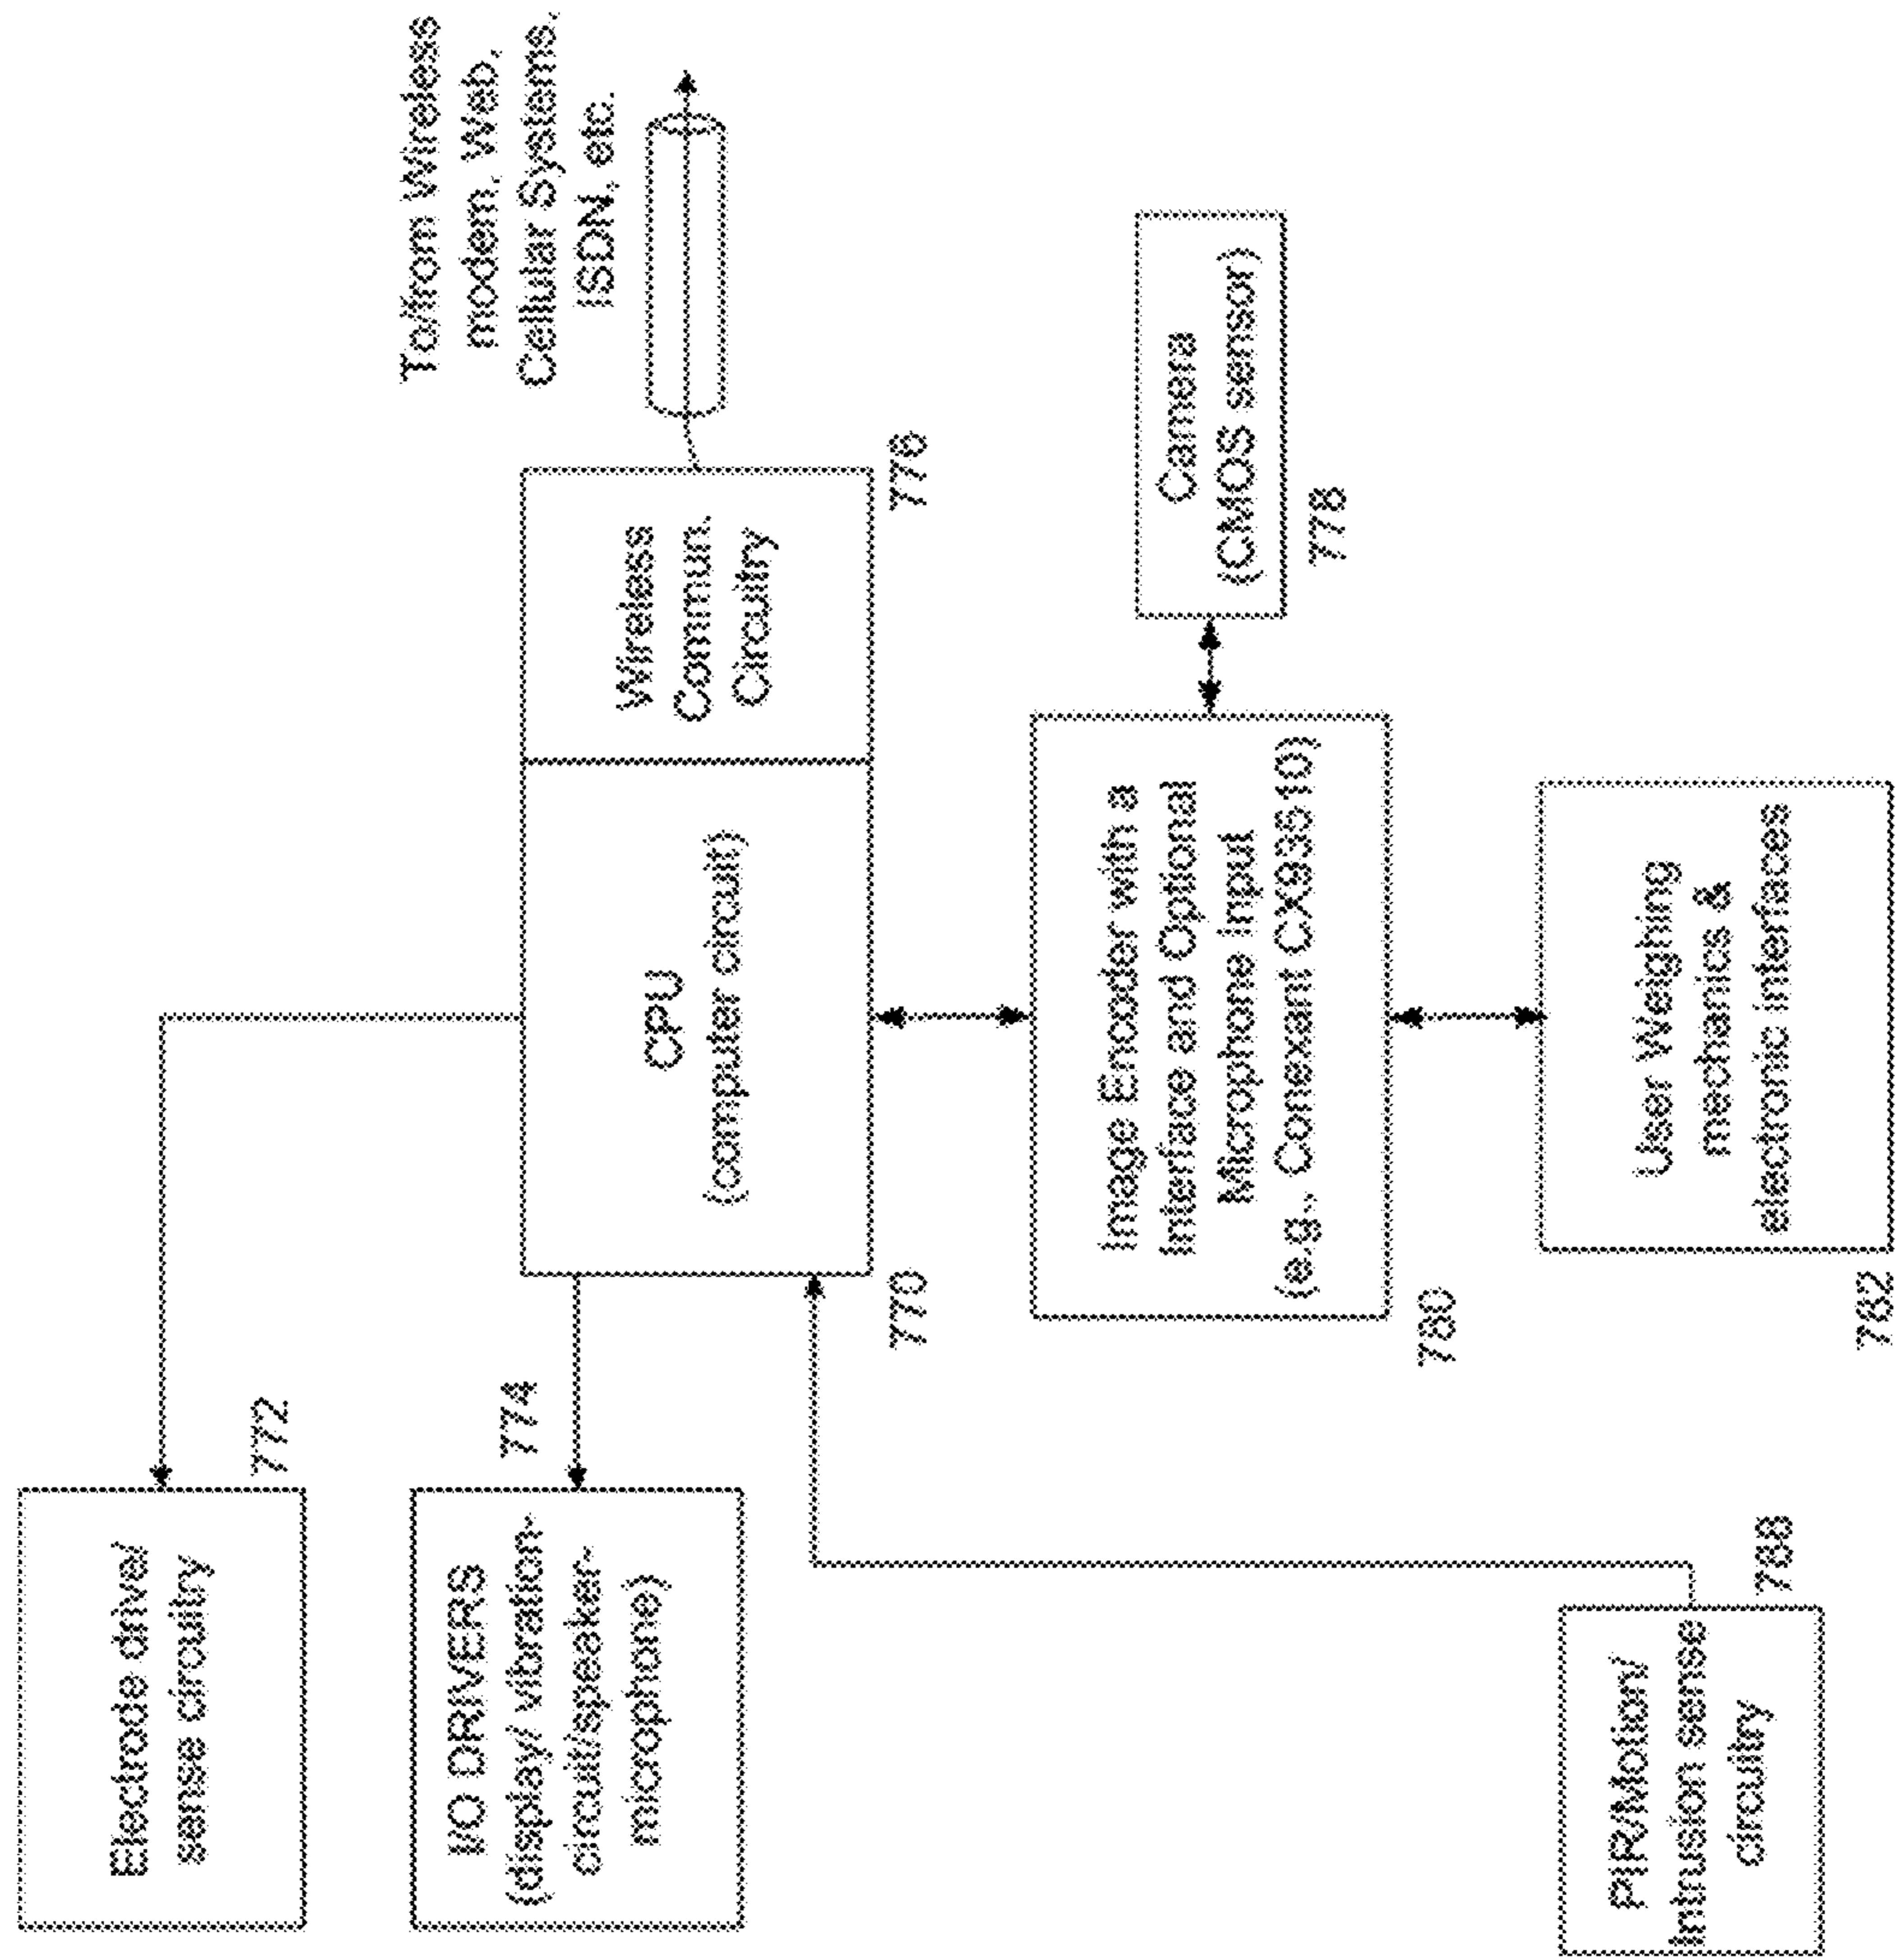 To/from Wireless
modem, Web,
Cellular Systems,
ISDN, etc.
Electrode drive/
sense circuitry
772
I/O DRIVERS
(display/ vibration-
circuit/speaker-
microphone)
774
CPU
(computer circuit)
770
Wireless
Commun.
Circuitry
776
Image Encoder with a
Interface and Optional
Microphone Input
(e.g., Conexant CX93510)
780
Camera
(CMOS sensor)
778
User Weighing
mechanics &
electronic interfaces
782
PIR/Motion/
Intrusion sense
circuitry
788